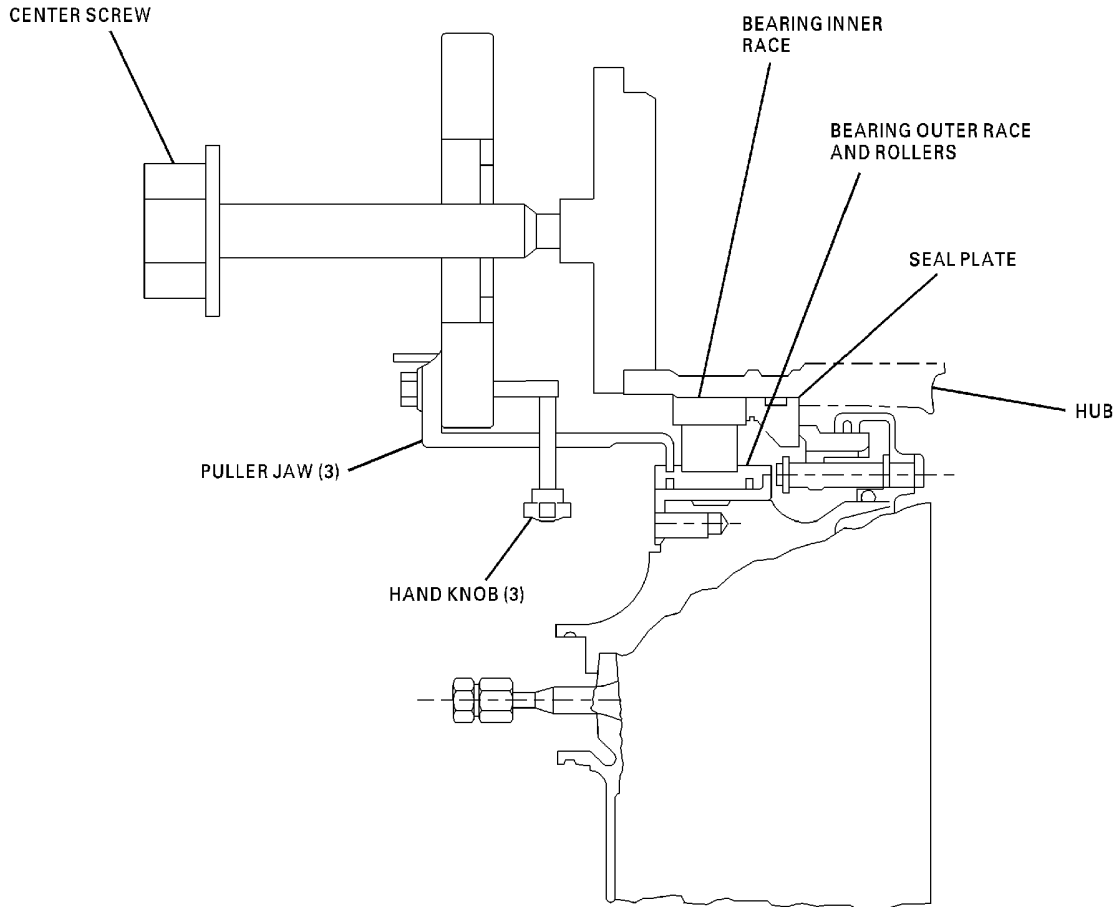 CENTER SCREW
BEARING INNER
RACE
BEARING OUTER RACE
AND ROLLERS
SEAL PLATE
HUB
PULLER JAW (3)
HAND KNOB (3)